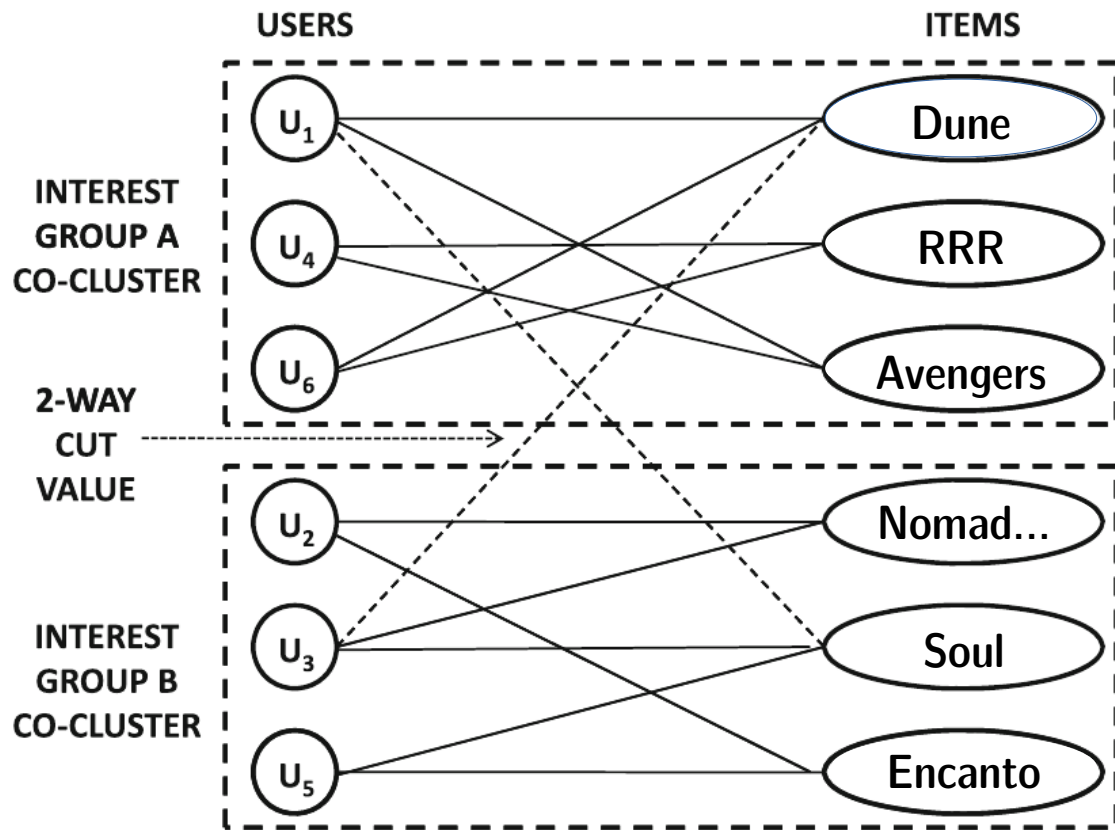 USERS
ITEMS
INTEREST
GROUP A
CO-CLUSTER
U1
Dune
U4
RRR
U6
Avengers
2-WAY
CUT
VALUE
INTEREST
GROUP B
CO-CLUSTER
U2
Nomad...
U3
Soul
U5
Encanto